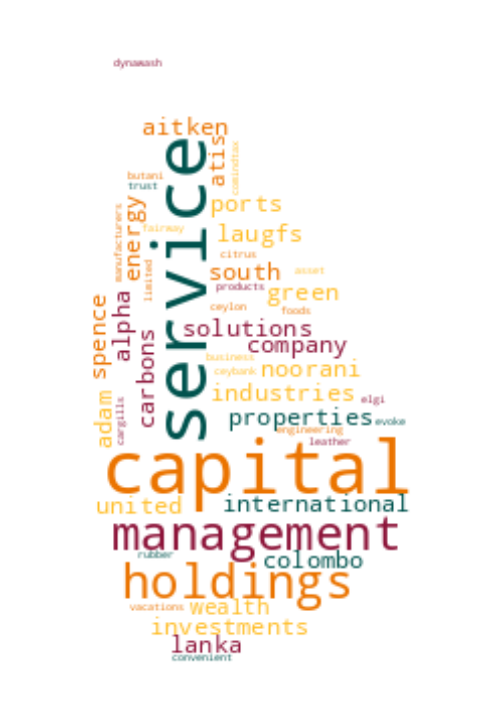 dynawash
aitken
service
atis
comindtax
butani
trust
energy
ports
manufacturers
fairway
laugfs
citrus
limited
south
asset
products
green
alpha
spence
ceylon
foods
solutions
carbons
company
business
noorani
ceybank
adam
cargills
industries
elgi
properties
evoke
engineering
leather
capital
united
international
management
rubber
colombo
holdings
vacations
wealth
investments
lanka
convenient